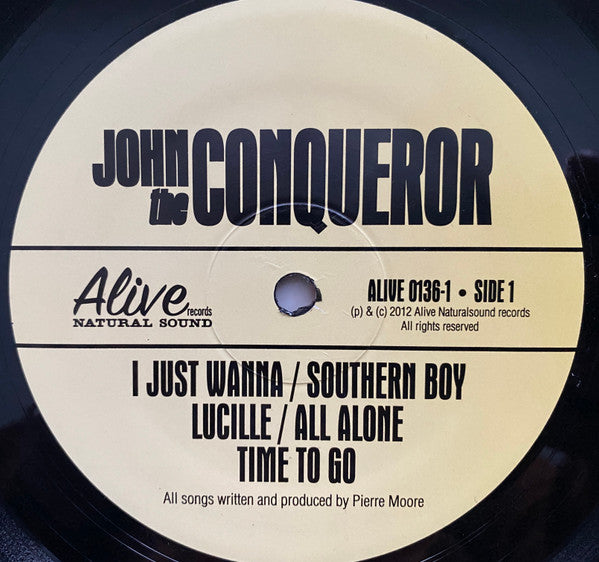 JOHN
the CONQUEROR
Alive records
NATURAL SOUND
ALIVE 0136-1 • SIDE 1
(p) & (c) 2012 Alive Naturalsound records
All rights reserved
I JUST WANNA / SOUTHERN BOY
LUCILLE / ALL ALONE
TIME TO GO
All songs written and produced by Pierre Moore